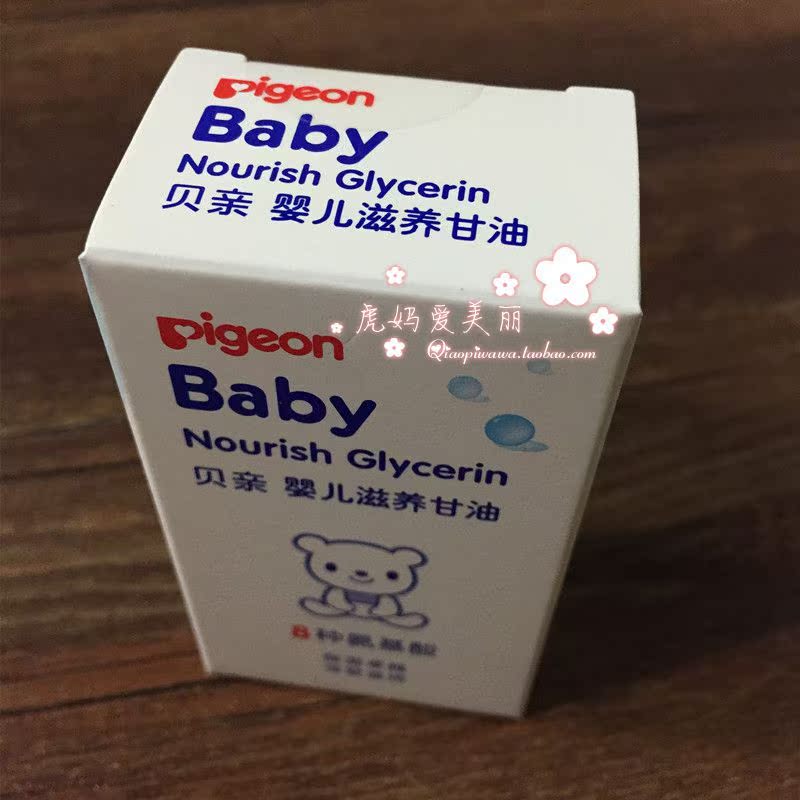 Pigeon
Baby
Nourish Glycerin
贝亲 婴儿滋养甘油
虎妈爱美丽
Qiaopiwawa.taobao.com
Pigeon
Baby
Nourish Glycerin
贝亲 婴儿滋养甘油
8种氨基酸